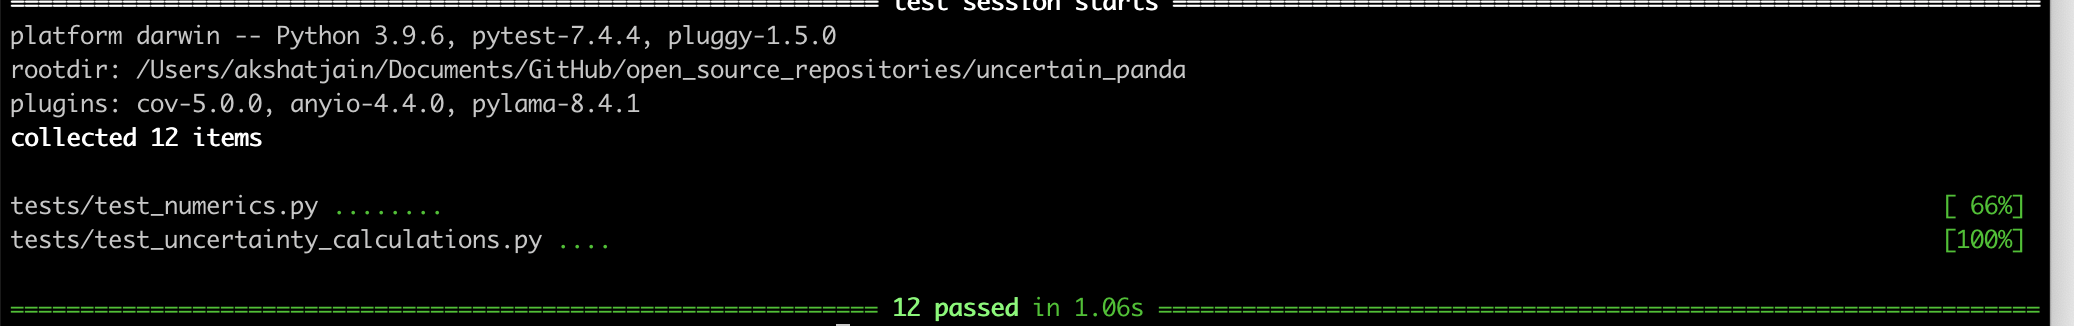 ============================================================== test session starts ===============================================================
platform darwin -- Python 3.9.6, pytest-7.4.4, pluggy-1.5.0
rootdir: /Users/akshatjain/Documents/GitHub/open_source_repositories/uncertain_panda
plugins: cov-5.0.0, anyio-4.4.0, pylama-8.4.1
collected 12 items
tests/test_numerics.py ........ [ 66%]
tests/test_uncertainty_calculations.py .... [100%]
============================================================== 12 passed in 1.06s ===============================================================